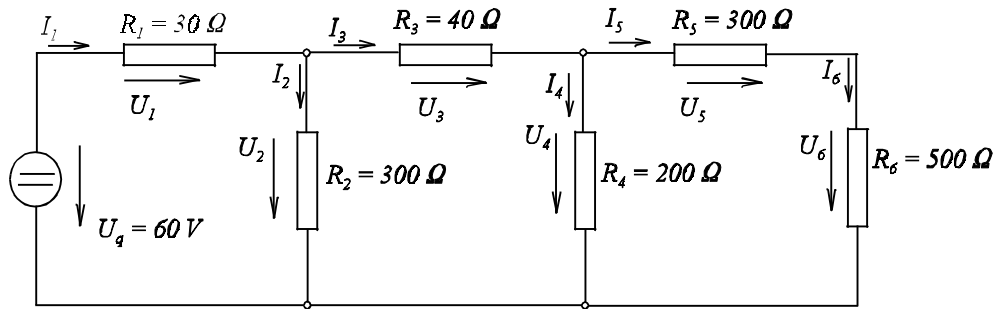 I1
R1 = 30 Ω
I3
R3 = 40 Ω
I5
R5 = 300 Ω
U1
I2
U3
I4
U5
I6
U2
R2 = 300 Ω
U4
R4 = 200 Ω
U6
R6 = 500 Ω
Uq = 60 V